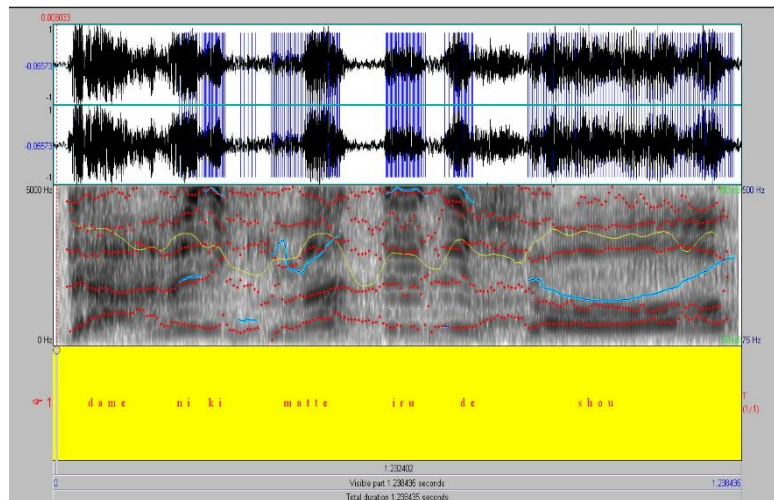 0.006033
1
-0.06573
-1
1
-0.06573
-1
5000 Hz
500 Hz
0 Hz
75 Hz
1
dame ni ki matte iru de shou
T
(1/1)
1.232402
0 Visible part 1.238435 seconds 1.238435
Total duration 1.238435 seconds